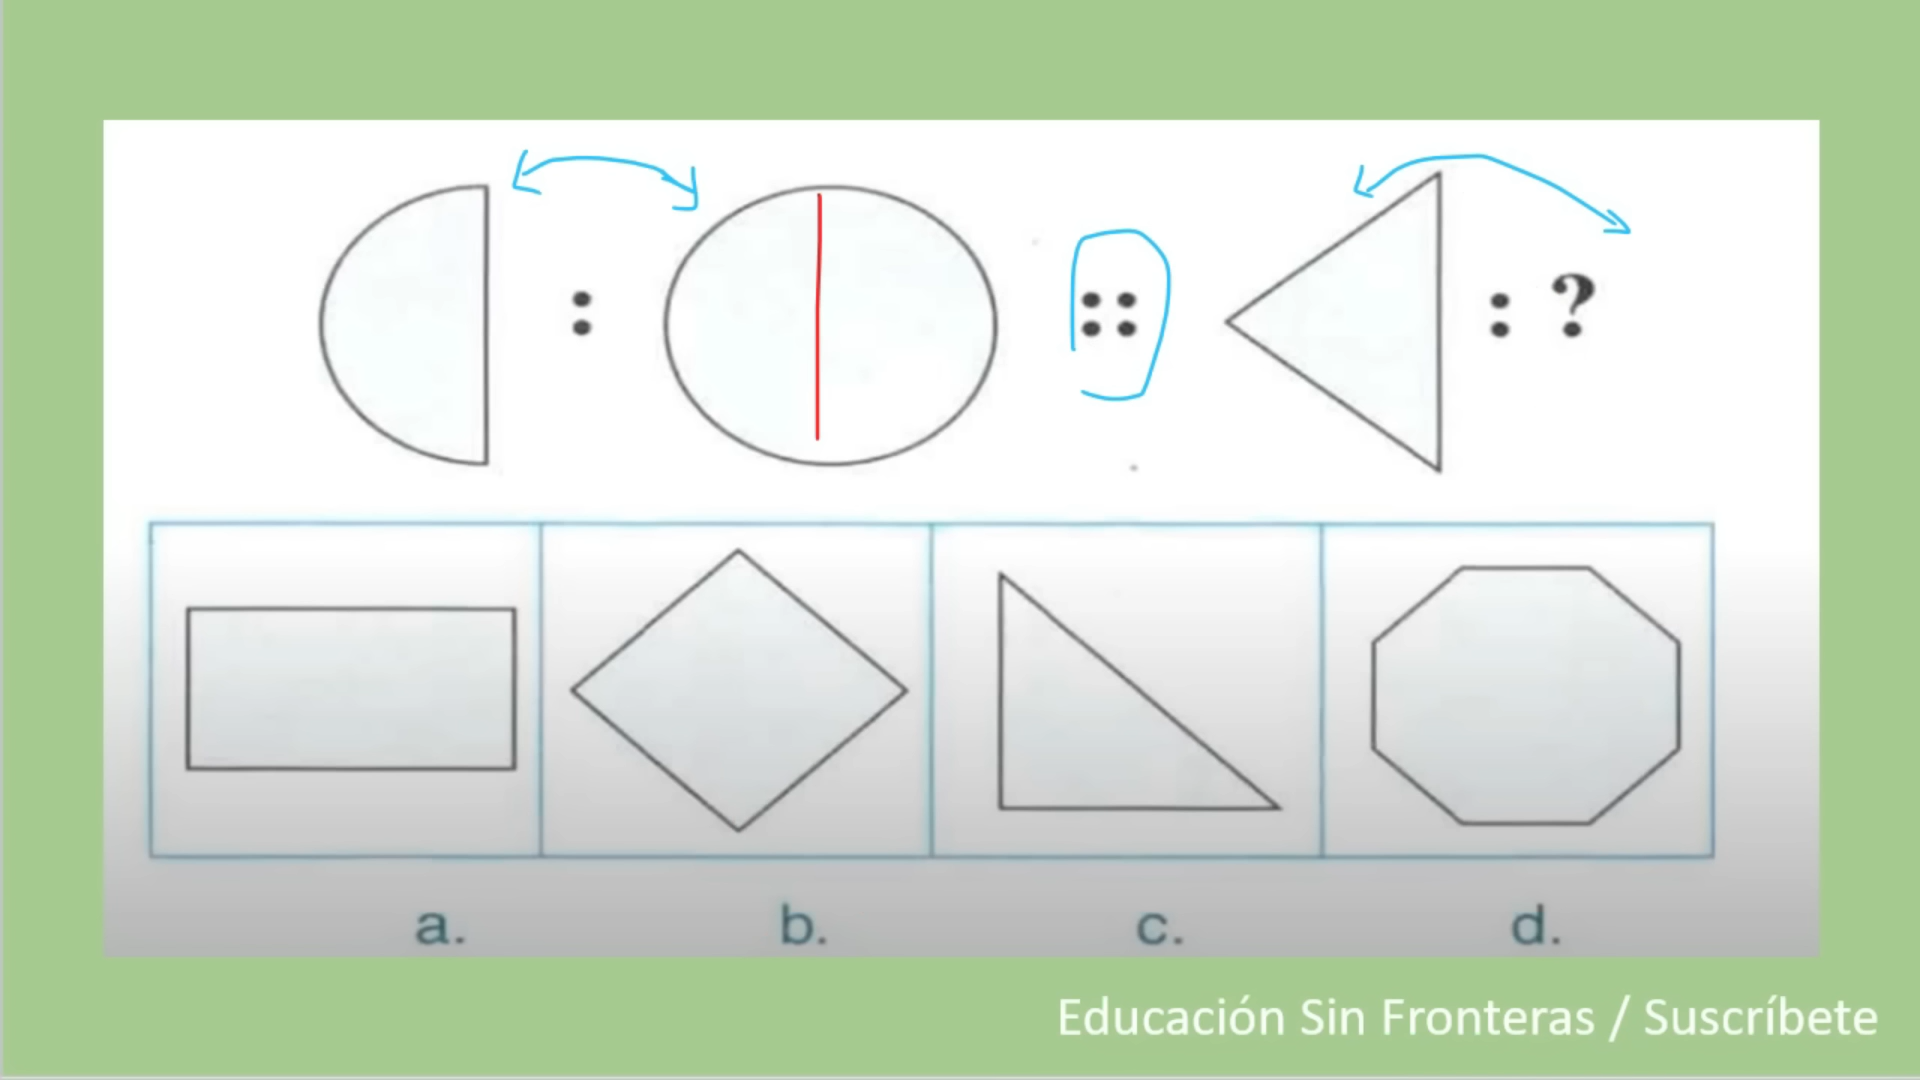 : :: : ?
a. b. c. d.
Educación Sin Fronteras / Suscríbete